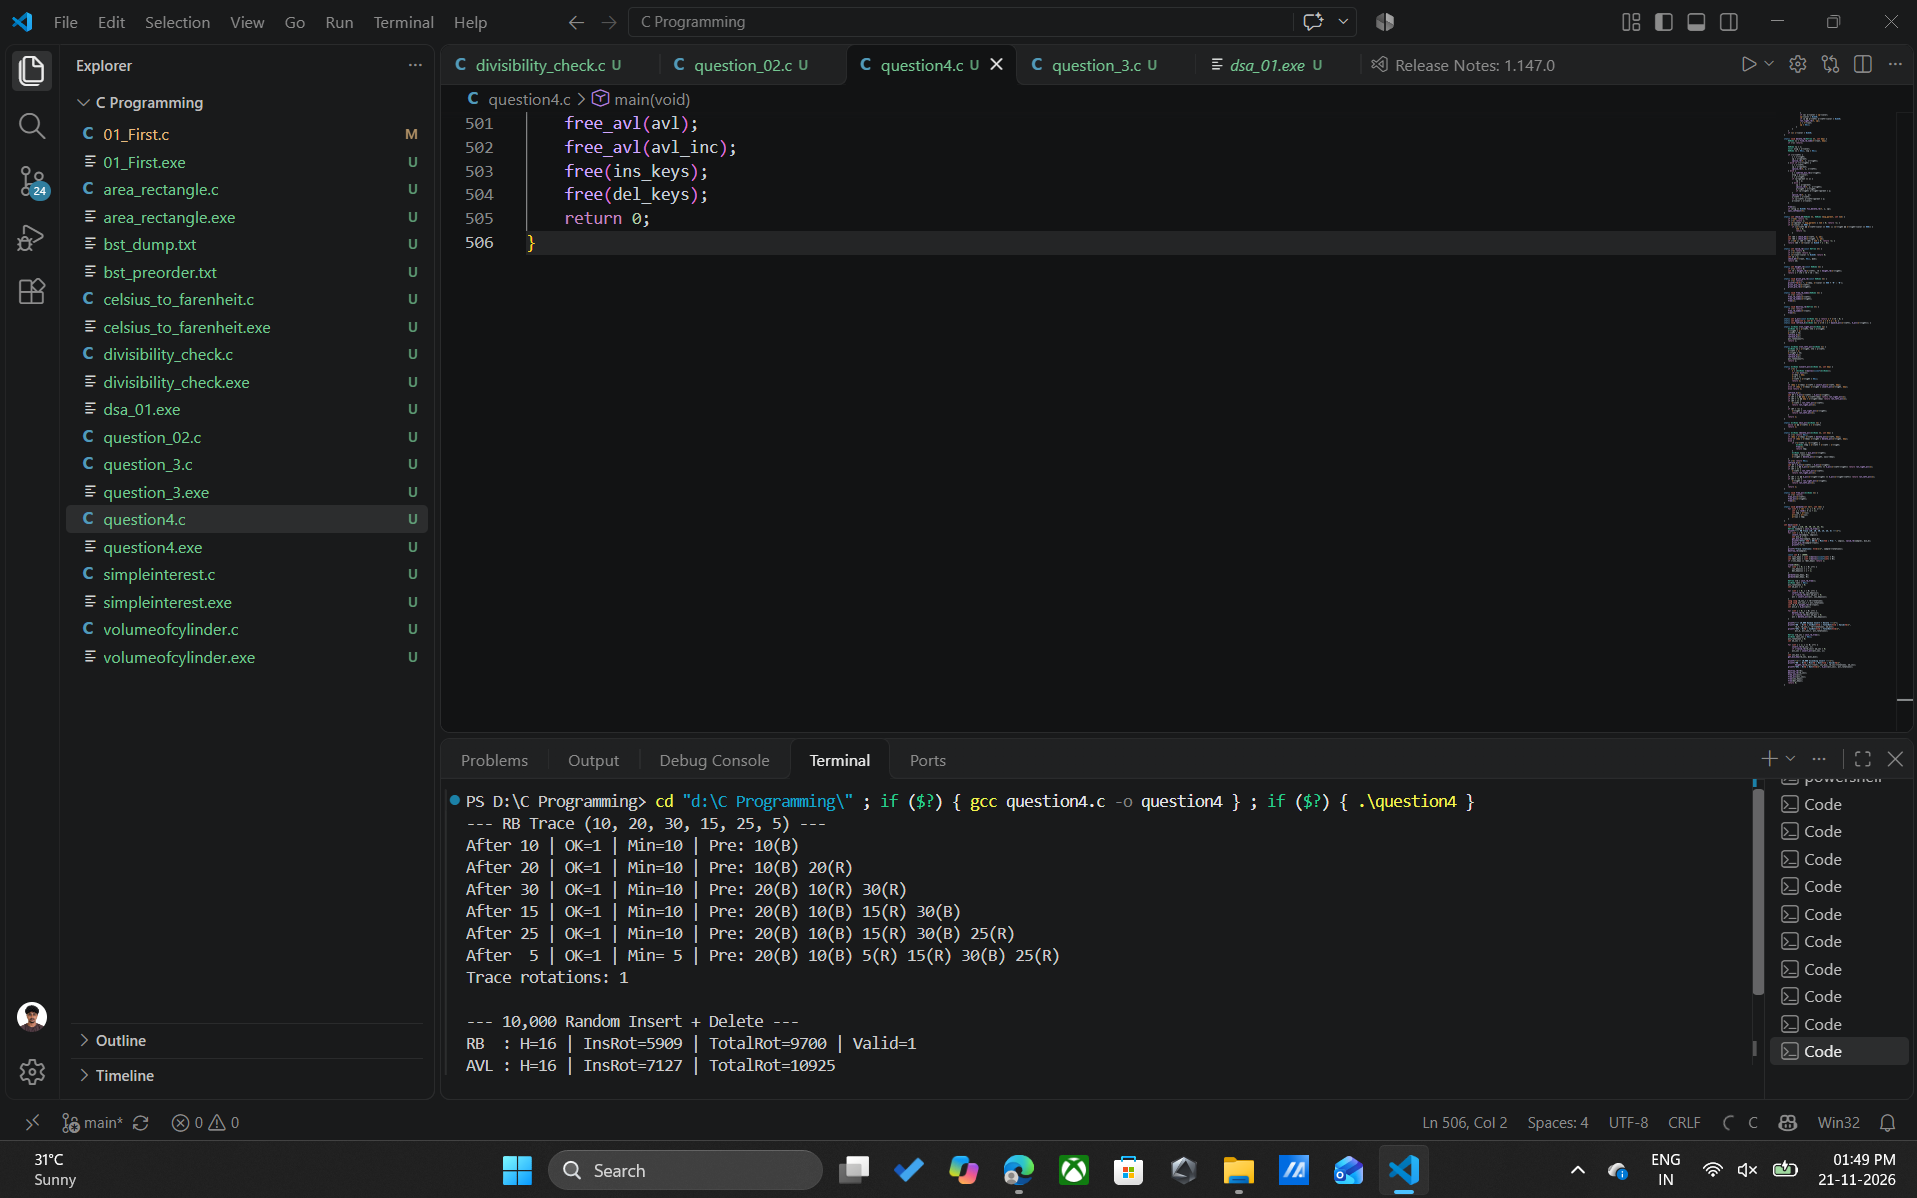 File Edit Selection View Go Run Terminal Help
C Programming
Explorer
C Programming
C 01_First.c M
01_First.exe U
C area_rectangle.c U
area_rectangle.exe U
bst_dump.txt U
bst_preorder.txt U
C celsius_to_farenheit.c U
celsius_to_farenheit.exe U
C divisibility_check.c U
divisibility_check.exe U
dsa_01.exe U
C question_02.c U
C question_3.c U
question_3.exe U
C question4.c U
question4.exe U
C simpleinterest.c U
simpleinterest.exe U
C volumeofcylinder.c U
volumeofcylinder.exe U
24
Outline
Timeline
C divisibility_check.c U C question_02.c U C question4.c U C question_3.c U dsa_01.exe U Release Notes: 1.147.0
C question4.c > main(void)
501 free_avl(avl);
502 free_avl(avl_inc);
503 free(ins_keys);
504 free(del_keys);
505 return 0;
506 }
Problems Output Debug Console Terminal Ports
PS D:\C Programming> cd "d:\C Programming\" ; if ($?) { gcc question4.c -o question4 } ; if ($?) { .\question4 }
--- RB Trace (10, 20, 30, 15, 25, 5) ---
After 10 | OK=1 | Min=10 | Pre: 10(B)
After 20 | OK=1 | Min=10 | Pre: 10(B) 20(R)
After 30 | OK=1 | Min=10 | Pre: 20(B) 10(R) 30(R)
After 15 | OK=1 | Min=10 | Pre: 20(B) 10(B) 15(R) 30(B)
After 25 | OK=1 | Min=10 | Pre: 20(B) 10(B) 15(R) 30(B) 25(R)
After  5 | OK=1 | Min= 5 | Pre: 20(B) 10(B) 5(R) 15(R) 30(B) 25(R)
Trace rotations: 1
--- 10,000 Random Insert + Delete ---
RB  : H=16 | InsRot=5909 | TotalRot=9700 | Valid=1
AVL : H=16 | InsRot=7127 | TotalRot=10925
powershell
Code
Code
Code
Code
Code
Code
Code
Code
Code
Code
main* 0 0
Ln 506, Col 2 Spaces: 4 UTF-8 CRLF C Win32
31°C
Sunny
Search
ENG
IN
01:49 PM
21-11-2026